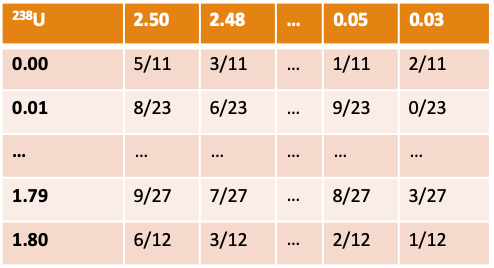 ²³⁸U 2.50 2.48 ... 0.05 0.03
0.00 5/11 3/11 ... 1/11 2/11
0.01 8/23 6/23 ... 9/23 0/23
... ... ... ... ... ...
1.79 9/27 7/27 ... 8/27 3/27
1.80 6/12 3/12 ... 2/12 1/12